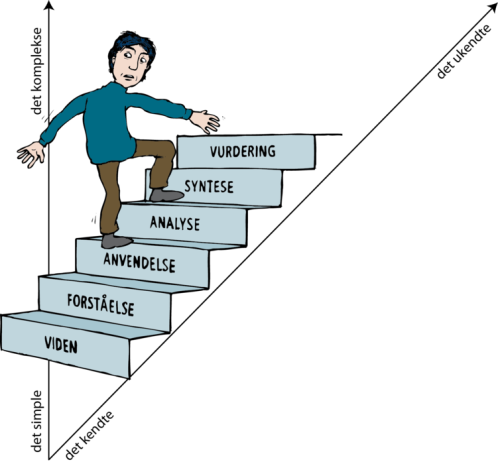 det komplekse
det ukendte
VURDERING
SYNTESE
ANALYSE
ANVENDELSE
FORSTÅELSE
VIDEN
det simple
det kendte